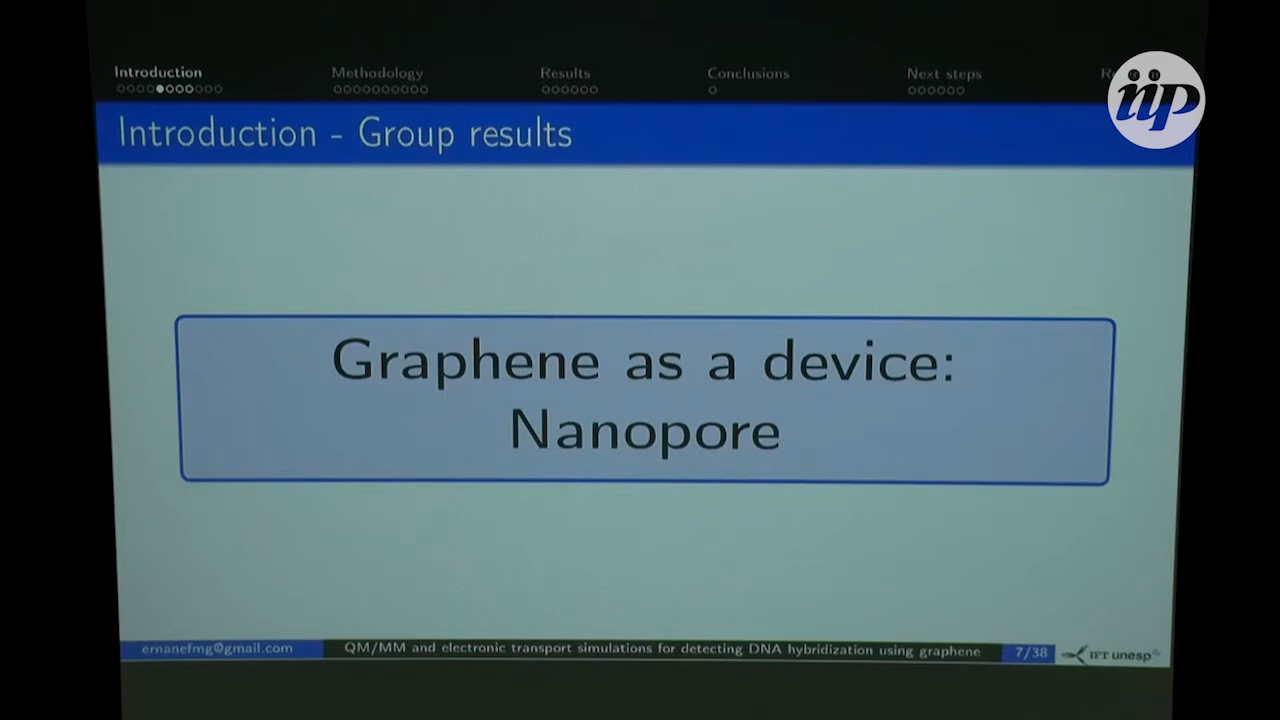 Introduction
Methodology
Results
Conclusions
Next steps
iip
Introduction - Group results
Graphene as a device:
Nanopore
ernanefmg@gmail.com
QM/MM and electronic transport simulations for detecting DNA hybridization using graphene
7/38
IFT unesp